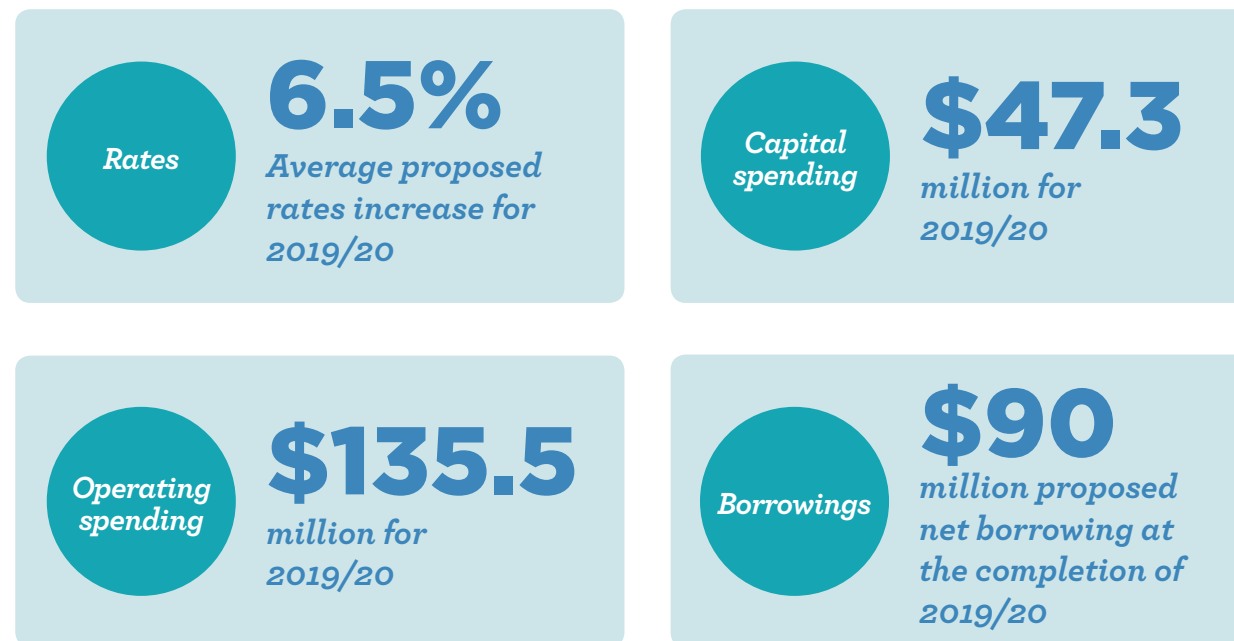 Rates
6.5%
Average proposed
rates increase for
2019/20
Capital
spending
$47.3
million for
2019/20
Operating
spending
$135.5
million for
2019/20
Borrowings
$90
million proposed
net borrowing at
the completion of
2019/20